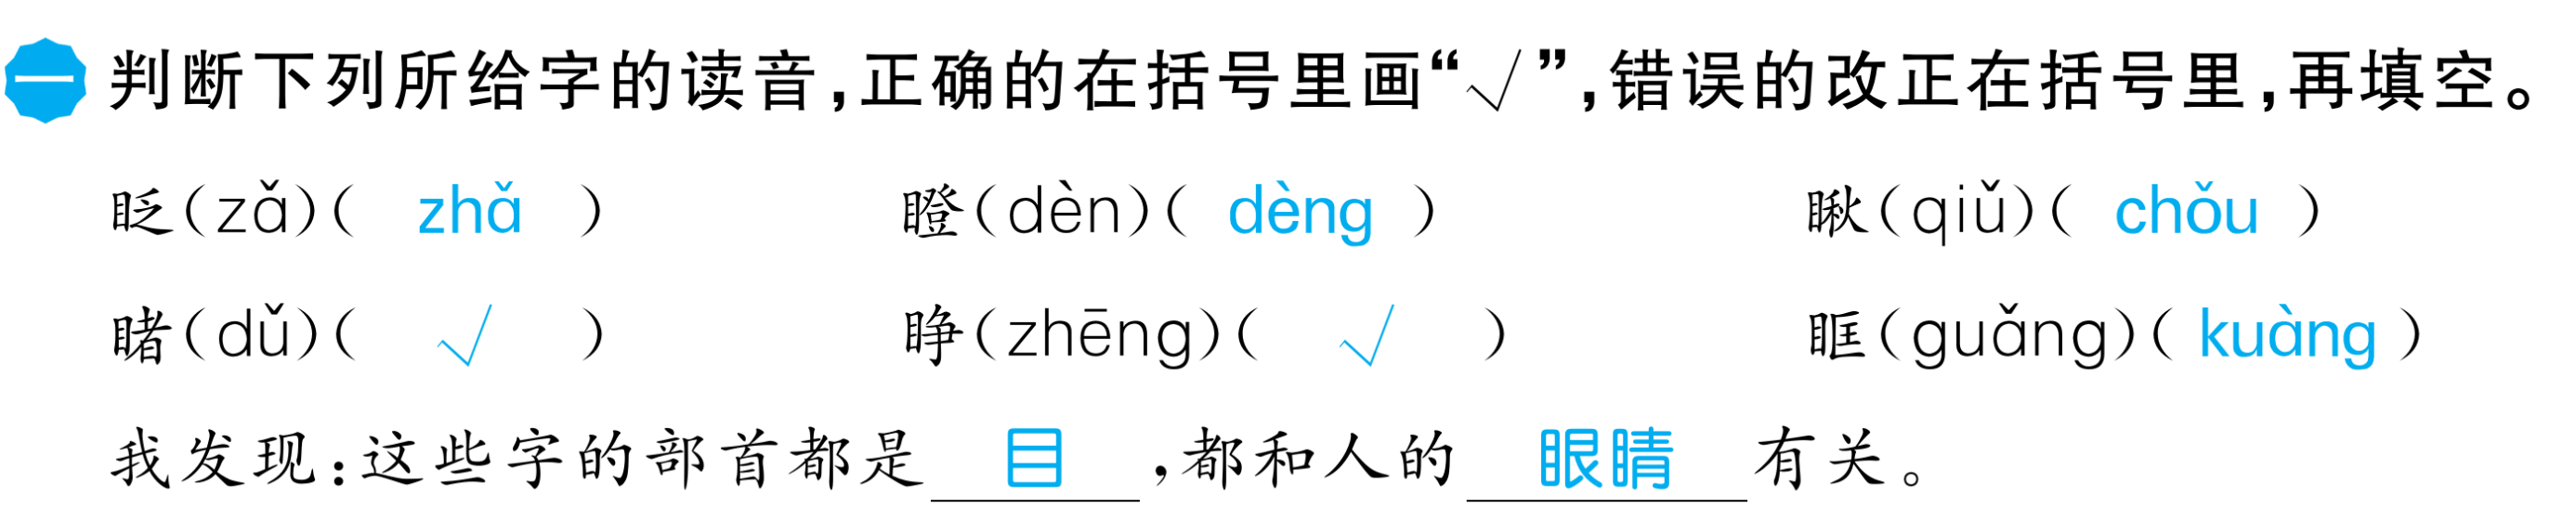 一 判断下列所给字的读音,正确的在括号里画“√”,错误的改正在括号里,再填空。
眨(zǎ)( zhǎ ) 瞪(dèn)( dèng ) 瞅(qiǔ)( chǒu )
睹(dǔ)( √ ) 睁(zhēng)( √ ) 眶(guǎng)( kuàng )
我发现:这些字的部首都是 目 ,都和人的 眼睛 有关。